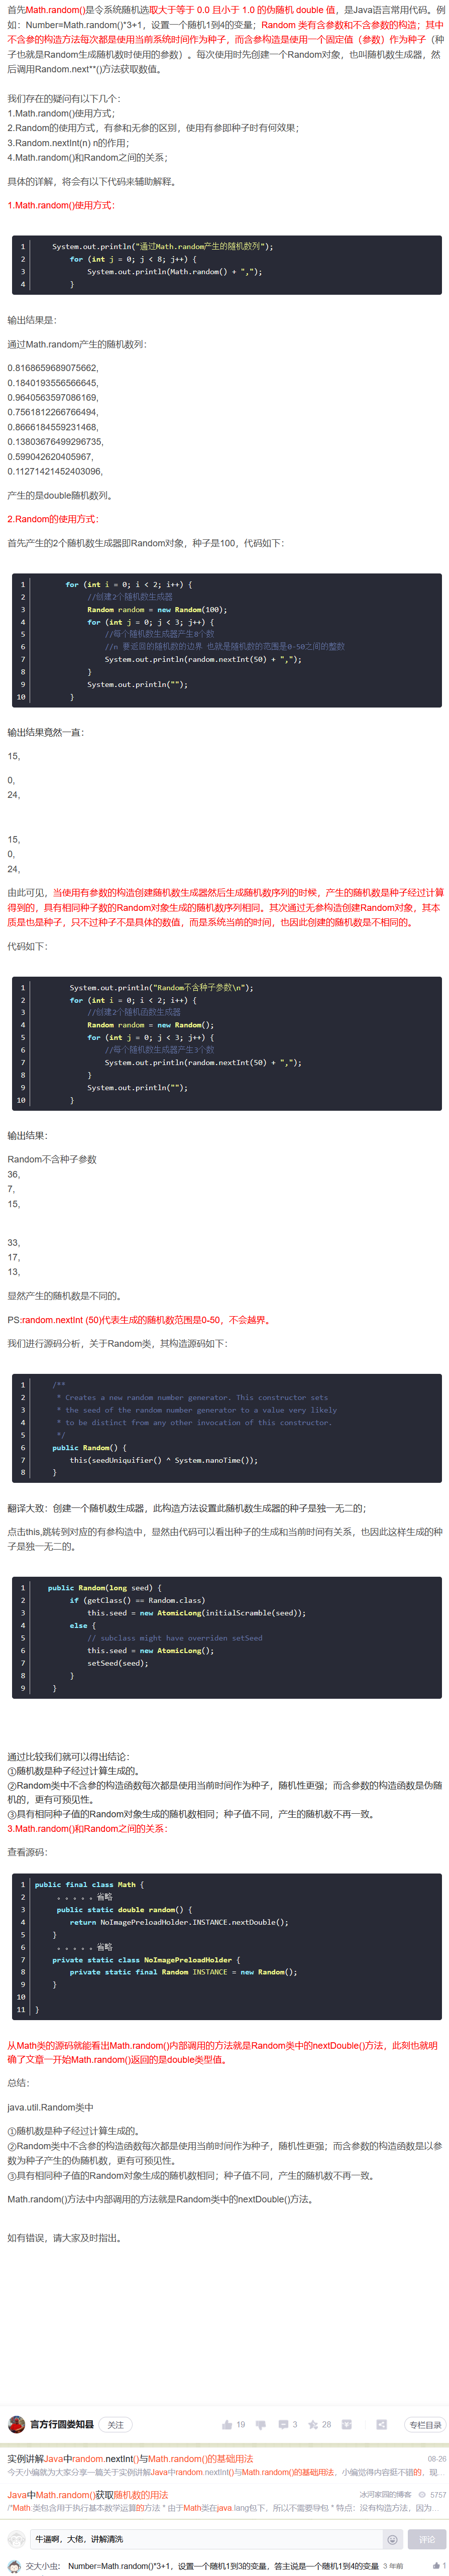 首先Math.random()是令系统随机选取大于等于 0.0 且小于 1.0 的伪随机 double 值，是Java语言常用代码。例
如：Number=Math.random()*3+1，设置一个随机1到4的变量；Random 类有含参数和不含参数的构造；其中
不含参的构造方法每次都是使用当前系统时间作为种子，而含参构造是使用一个固定值（参数）作为种子（种
子也就是Random生成随机数时使用的参数）。每次使用时先创建一个Random对象，也叫随机数生成器，然
后调用Random.next**()方法获取数值。
我们存在的疑问有以下几个：
1.Math.random()使用方式；
2.Random的使用方式，有参和无参的区别，使用有参即种子时有何效果；
3.Random.nextInt(n) n的作用；
4.Math.random()和Random之间的关系；
具体的详解，将会有以下代码来辅助解释。
1.Math.random()使用方式：
1 System.out.println("通过Math.random产生的随机数列");
2 for (int j = 0; j < 8; j++) {
3 System.out.println(Math.random() + ",");
4 }
输出结果是：
通过Math.random产生的随机数列：
0.8168659689075662,
0.1840193556566645,
0.9640563597086169,
0.7561812266766494,
0.8666184559231468,
0.13803676499296735,
0.599042620405967,
0.11271421452403096,
产生的是double随机数列。
2.Random的使用方式：
首先产生的2个随机数生成器即Random对象，种子是100，代码如下：
1 for (int i = 0; i < 2; i++) {
2 //创建2个随机数生成器
3 Random random = new Random(100);
4 for (int j = 0; j < 3; j++) {
5 //每个随机数生成器产生8个数
6 //n 要返回的随机数的边界 也就是随机数的范围是0-50之间的整数
7 System.out.println(random.nextInt(50) + ",");
8 }
9 System.out.println("");
10 }
输出结果竟然一直：
15,
0,
24,
15,
0,
24,
由此可见，当使用有参数的构造创建随机数生成器然后生成随机数序列的时候，产生的随机数是种子经过计算
得到的，具有相同种子数的Random对象生成的随机数序列相同。其次通过无参构造创建Random对象，其本
质是也是种子，只不过种子不是具体的数值，而是系统当前的时间，也因此创建的随机数是不相同的。
代码如下：
1 System.out.println("Random不含种子参数\n");
2 for (int i = 0; i < 2; i++) {
3 //创建2个随机函数生成器
4 Random random = new Random();
5 for (int j = 0; j < 3; j++) {
6 //每个随机数生成器产生3个数
7 System.out.println(random.nextInt(50) + ",");
8 }
9 System.out.println("");
10 }
输出结果：
Random不含种子参数
36,
7,
15,
33,
17,
13,
显然产生的随机数是不同的。
PS:random.nextInt (50)代表生成的随机数范围是0-50，不会越界。
我们进行源码分析，关于Random类，其构造源码如下：
1 /**
2 * Creates a new random number generator. This constructor sets
3 * the seed of the random number generator to a value very likely
4 * to be distinct from any other invocation of this constructor.
5 */
6 public Random() {
7 this(seedUniquifier() ^ System.nanoTime());
8 }
翻译大致：创建一个随机数生成器，此构造方法设置此随机数生成器的种子是独一无二的；
点击this,跳转到对应的有参构造中，显然由代码可以看出种子的生成和当前时间有关系，也因此这样生成的种
子是独一无二的。
1 public Random(long seed) {
2 if (getClass() == Random.class)
3 this.seed = new AtomicLong(initialScramble(seed));
4 else {
5 // subclass might have overriden setSeed
6 this.seed = new AtomicLong();
7 setSeed(seed);
8 }
9 }
通过比较我们就可以得出结论：
①随机数是种子经过计算生成的。
②Random类中不含参的构造函数每次都是使用当前时间作为种子，随机性更强；而含参数的构造函数是伪随
机的，更有可预见性。
③具有相同种子值的Random对象生成的随机数相同；种子值不同，产生的随机数不再一致。
3.Math.random()和Random之间的关系：
查看源码：
1 public final class Math {
2 。。。。。省略
3 public static double random() {
4 return NoImagePreloadHolder.INSTANCE.nextDouble();
5 }
6 。。。。。省略
7 private static class NoImagePreloadHolder {
8 private static final Random INSTANCE = new Random();
9 }
10
11 }
从Math类的源码就能看出Math.random()内部调用的方法就是Random类中的nextDouble()方法，此刻也就明
确了文章一开始Math.random()返回的是double类型值。
总结：
java.util.Random类中
①随机数是种子经过计算生成的。
②Random类中不含参的构造函数每次都是使用当前时间作为种子，随机性更强；而含参数的构造函数是以参
数为种子产生的伪随机数，更有可预见性。
③具有相同种子值的Random对象生成的随机数相同；种子值不同，产生的随机数不再一致。
Math.random()方法中内部调用的方法就是Random类中的nextDouble()方法。
如有错误，请大家及时指出。
言方行圆娄知县 关注 19 3 28 专栏目录
实例讲解Java中random.nextInt()与Math.random()的基础用法 08-26
今天小编就为大家分享一篇关于实例讲解Java中random.nextInt()与Math.random()的基础用法，小编觉得内容挺不错的，现...
Java中Math.random()获取随机数的用法 冰河家园的博客 5757
/*Math 类包含用于执行基本数学运算的方法 * 由于Math类在java.lang包下，所以不需要导包 * 特点：没有构造方法，因为...
牛逼啊，大佬，讲解清洗 评论
交大小虫： Number=Math.random()*3+1，设置一个随机1到3的变量，答主说是一个随机1到4的变量 3 年前 1